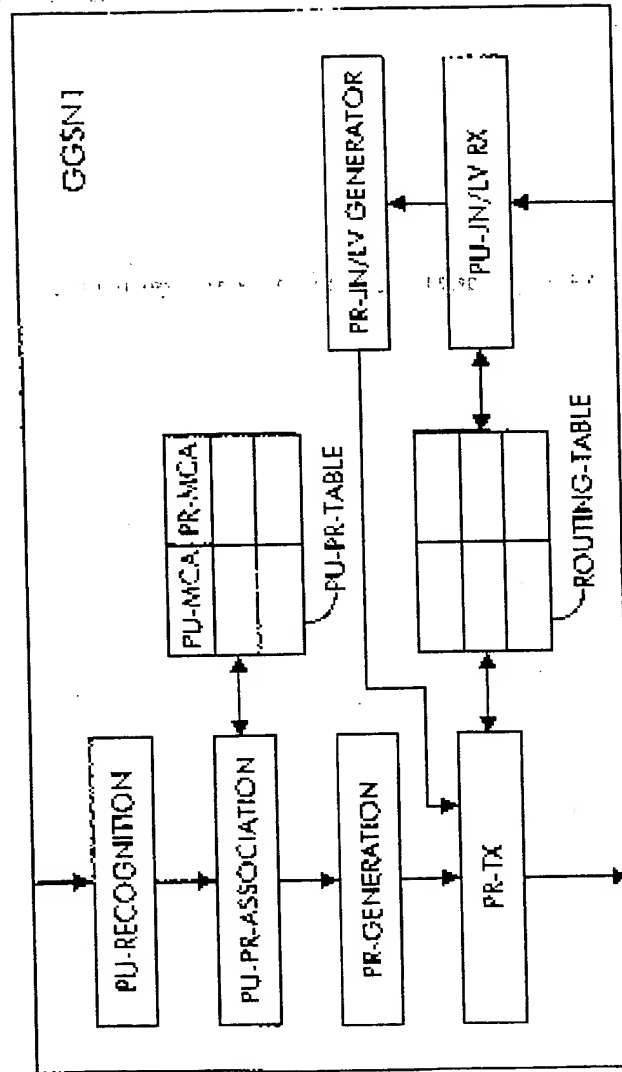 GGSN1
PU-RECOGNITION
PU-PR-ASSOCIATION
PR-GENERATION
PR-TX
PU-MCA PR-MCA
PU-PR-TABLE
ROUTING-TABLE
PR-JN/LV GENERATOR
PU-JN/LV RX